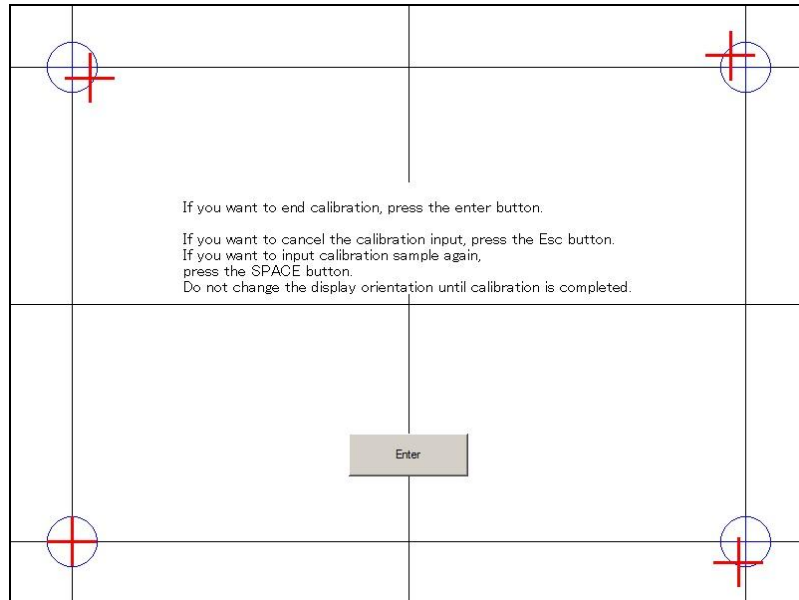 If you want to end calibration, press the enter button.
If you want to cancel the calibration input, press the Esc button.
If you want to input calibration sample again,
press the SPACE button.
Do not change the display orientation until calibration is completed.
Enter